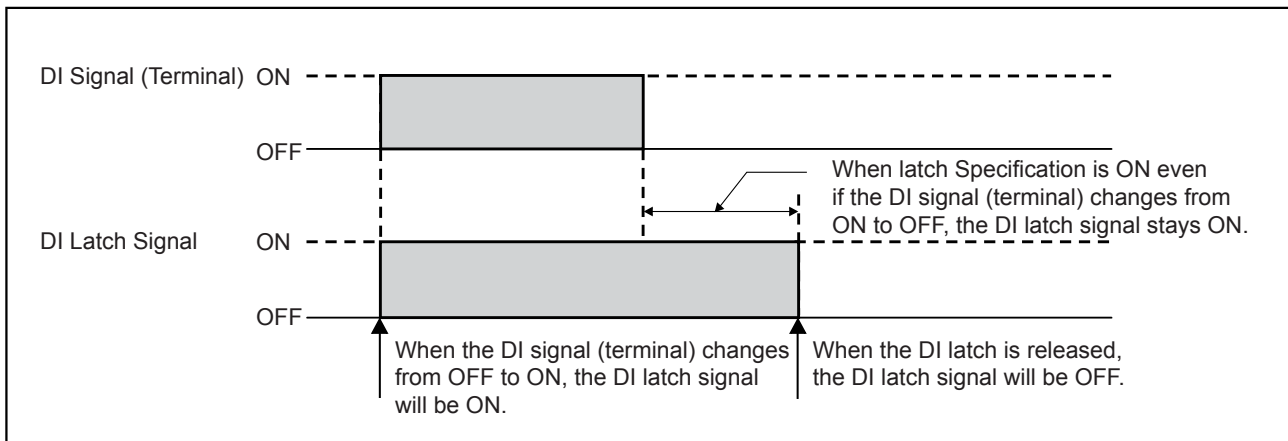 DI Signal (Terminal) ON
OFF
When latch Specification is ON even
if the DI signal (terminal) changes from
ON to OFF, the DI latch signal stays ON.
DI Latch Signal ON
OFF
When the DI signal (terminal) changes
from OFF to ON, the DI latch signal
will be ON.
When the DI latch is released,
the DI latch signal will be OFF.